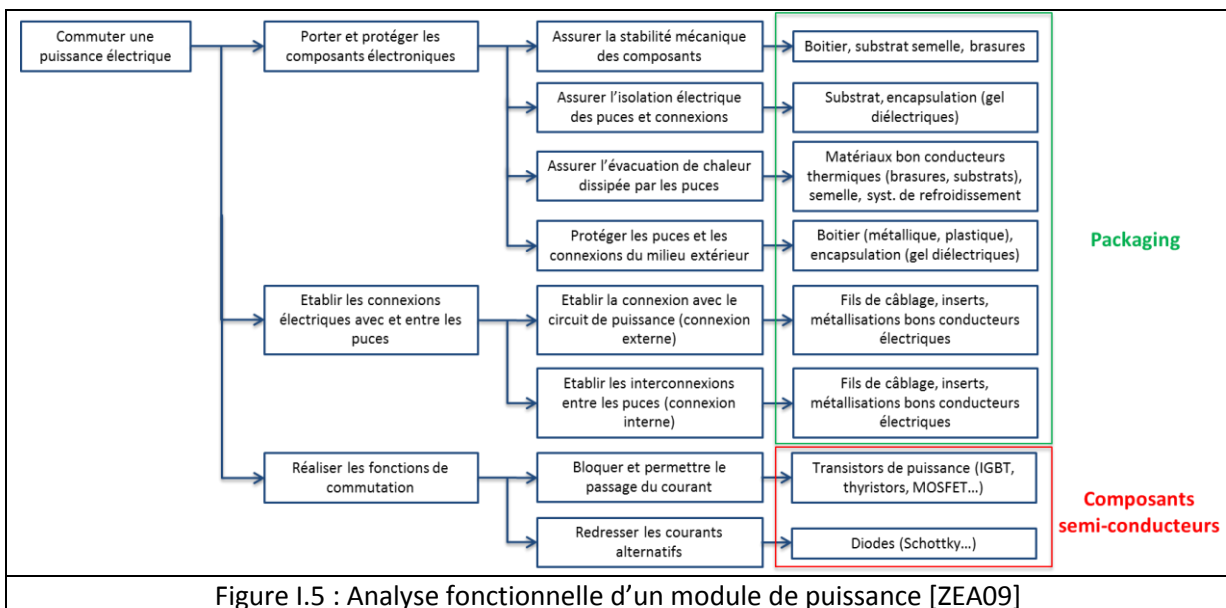 Commuter une
puissance électrique
Porter et protéger les
composants électroniques
Assurer la stabilité mécanique
des composants
Boitier, substrat semelle, brasures
Assurer l'isolation électrique
des puces et connexions
Substrat, encapsulation (gel
diélectriques)
Assurer l'évacuation de chaleur
dissipée par les puces
Matériaux bon conducteurs
thermiques (brasures, substrats),
semelle, syst. de refroidissement
Protéger les puces et les
connexions du milieu extérieur
Boitier (métallique, plastique),
encapsulation (gel diélectriques)
Packaging
Etablir les connexions
électriques avec et entre les
puces
Etablir la connexion avec le
circuit de puissance (connexion
externe)
Fils de câblage, inserts,
métallisations bons conducteurs
électriques
Etablir les interconnexions
entre les puces (connexion
interne)
Fils de câblage, inserts,
métallisations bons conducteurs
électriques
Réaliser les fonctions de
commutation
Bloquer et permettre le
passage du courant
Transistors de puissance (IGBT,
thyristors, MOSFET...)
Redresser les courants
alternatifs
Diodes (Schottky...)
Composants
semi-conducteurs
Figure I.5 : Analyse fonctionnelle d'un module de puissance [ZEA09]